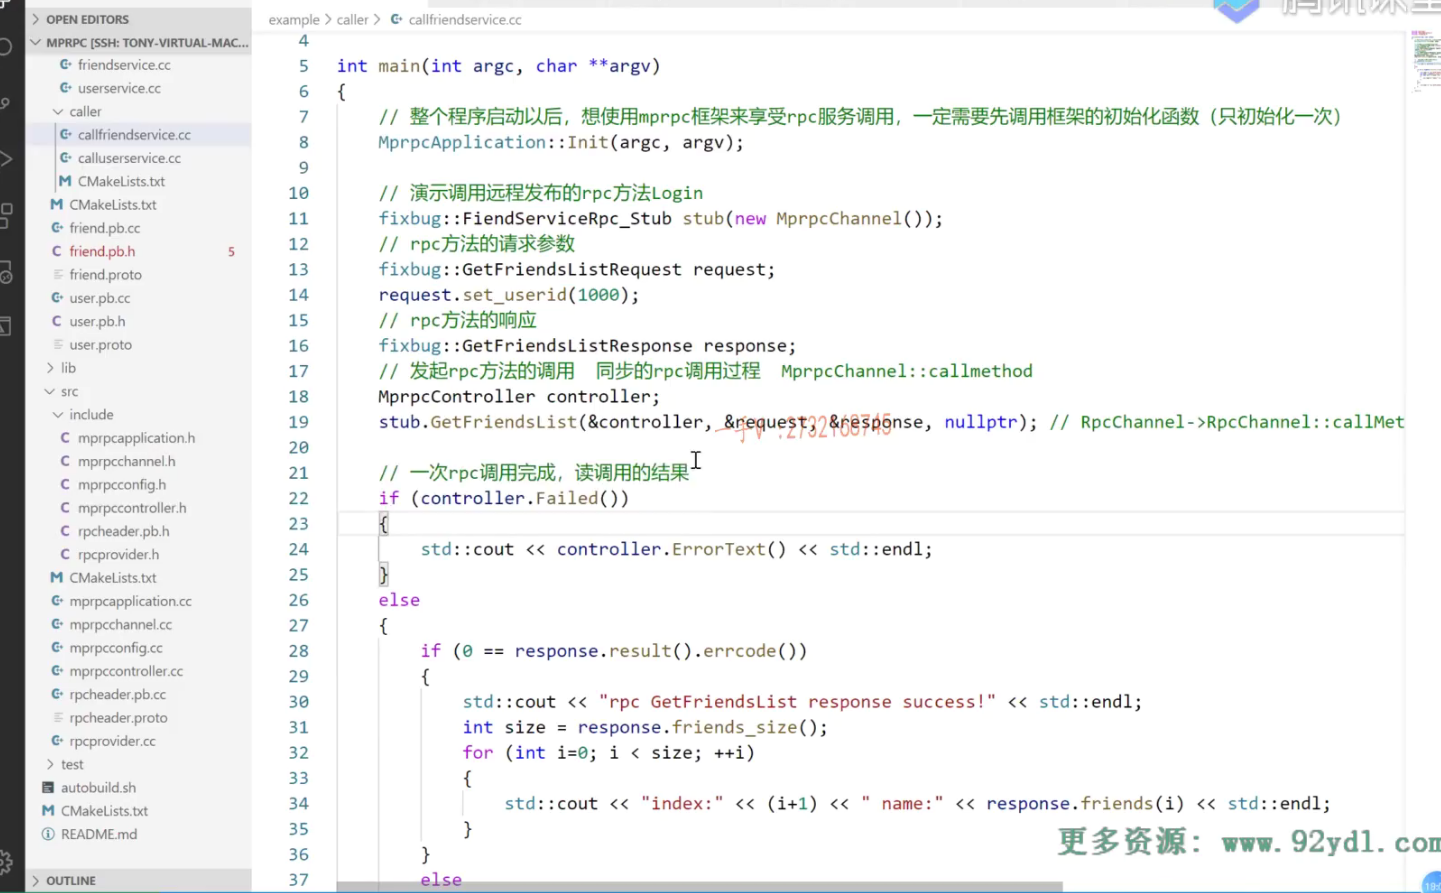 OPEN EDITORS
MPRPC [SSH: TONY-VIRTUAL-MAC...
friendservice.cc
userservice.cc
caller
callfriendservice.cc
calluserservice.cc
CMakeLists.txt
CMakeLists.txt
friend.pb.cc
friend.pb.h 5
friend.proto
user.pb.cc
user.pb.h
user.proto
lib
src
include
mprpcapplication.h
mprpcchannel.h
mprpcconfig.h
mprpccontroller.h
rpcheader.pb.h
rpcprovider.h
CMakeLists.txt
mprpcapplication.cc
mprpcchannel.cc
mprpcconfig.cc
mprpccontroller.cc
rpcheader.pb.cc
rpcheader.proto
rpcprovider.cc
test
autobuild.sh
CMakeLists.txt
README.md
OUTLINE
example > caller > callfriendservice.cc
腾讯课堂
4
5 int main(int argc, char **argv)
6 {
7 // 整个程序启动以后，想使用mprpc框架来享受rpc服务调用，一定需要先调用框架的初始化函数（只初始化一次）
8 MprpcApplication::Init(argc, argv);
9
10 // 演示调用远程发布的rpc方法Login
11 fixbug::FiendServiceRpc_Stub stub(new MprpcChannel());
12 // rpc方法的请求参数
13 fixbug::GetFriendsListRequest request;
14 request.set_userid(1000);
15 // rpc方法的响应
16 fixbug::GetFriendsListResponse response;
17 // 发起rpc方法的调用 同步的rpc调用过程 MprpcChannel::callmethod
18 MprpcController controller;
19 stub.GetFriendsList(&controller, &request, &response, nullptr); // RpcChannel->RpcChannel::callMet
20
21 // 一次rpc调用完成，读调用的结果
22 if (controller.Failed())
23 {
24 std::cout << controller.ErrorText() << std::endl;
25 }
26 else
27 {
28 if (0 == response.result().errcode())
29 {
30 std::cout << "rpc GetFriendsList response success!" << std::endl;
31 int size = response.friends_size();
32 for (int i=0; i < size; ++i)
33 {
34 std::cout << "index:" << (i+1) << " name:" << response.friends(i) << std::endl;
35 }
36 }
37 else
更多资源: www.92ydl.com